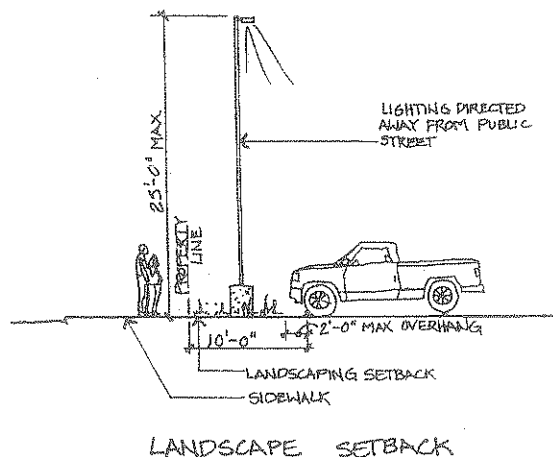 25'-0" MAX
LIGHTING DIRECTED
AWAY FROM PUBLIC
STREET
PROPERTY
LINE
10'-0"
2'-0" MAX OVERHANG
LANDSCAPING SETBACK
SIDEWALK
LANDSCAPE SETBACK